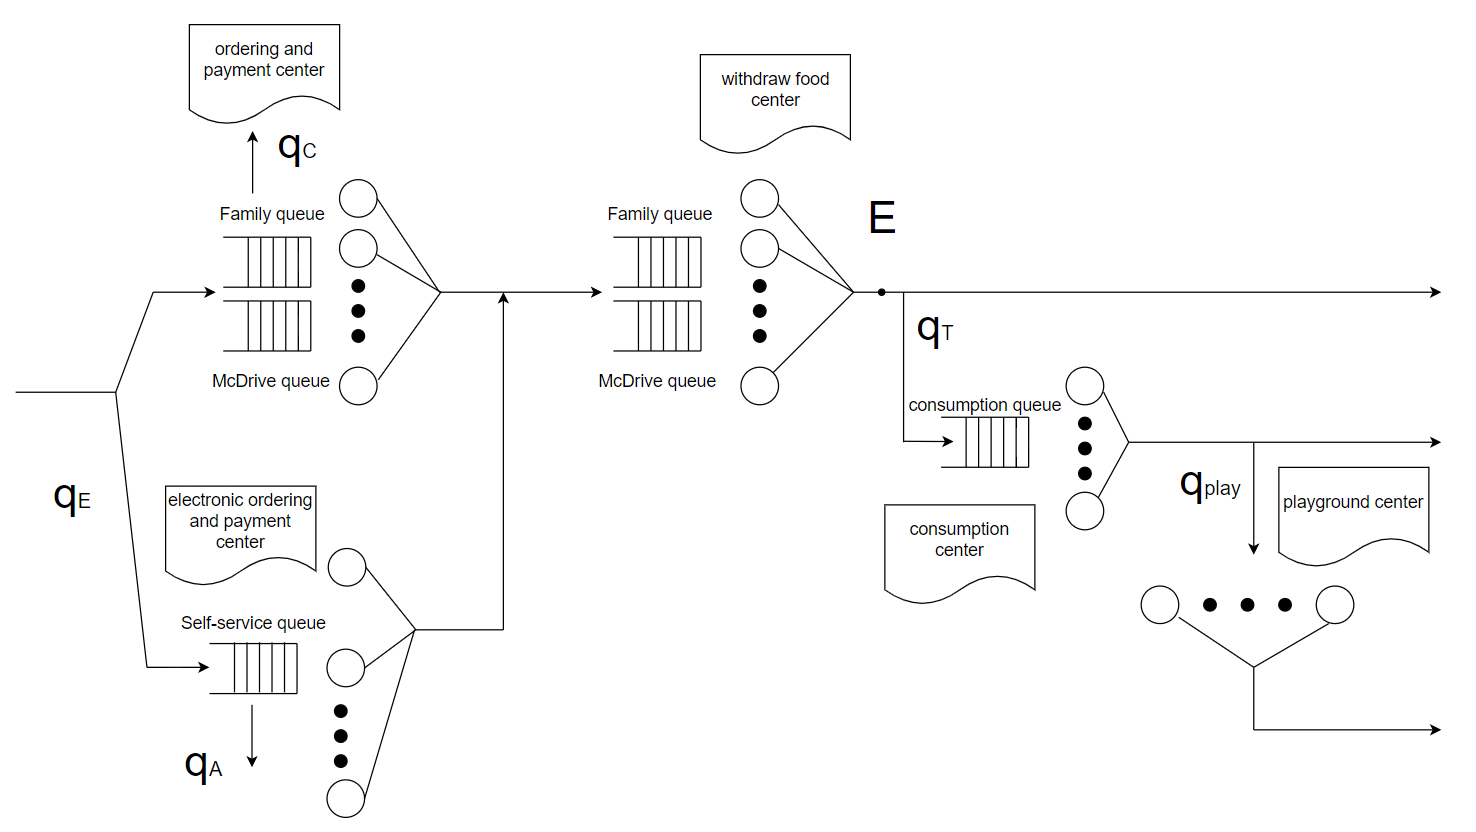 ordering and
payment center
qC
Family queue
McDrive queue
withdraw food
center
Family queue
McDrive queue
E
qT
consumption queue
consumption
center
qplay
playground center
qE
electronic ordering
and payment
center
Self-service queue
qA